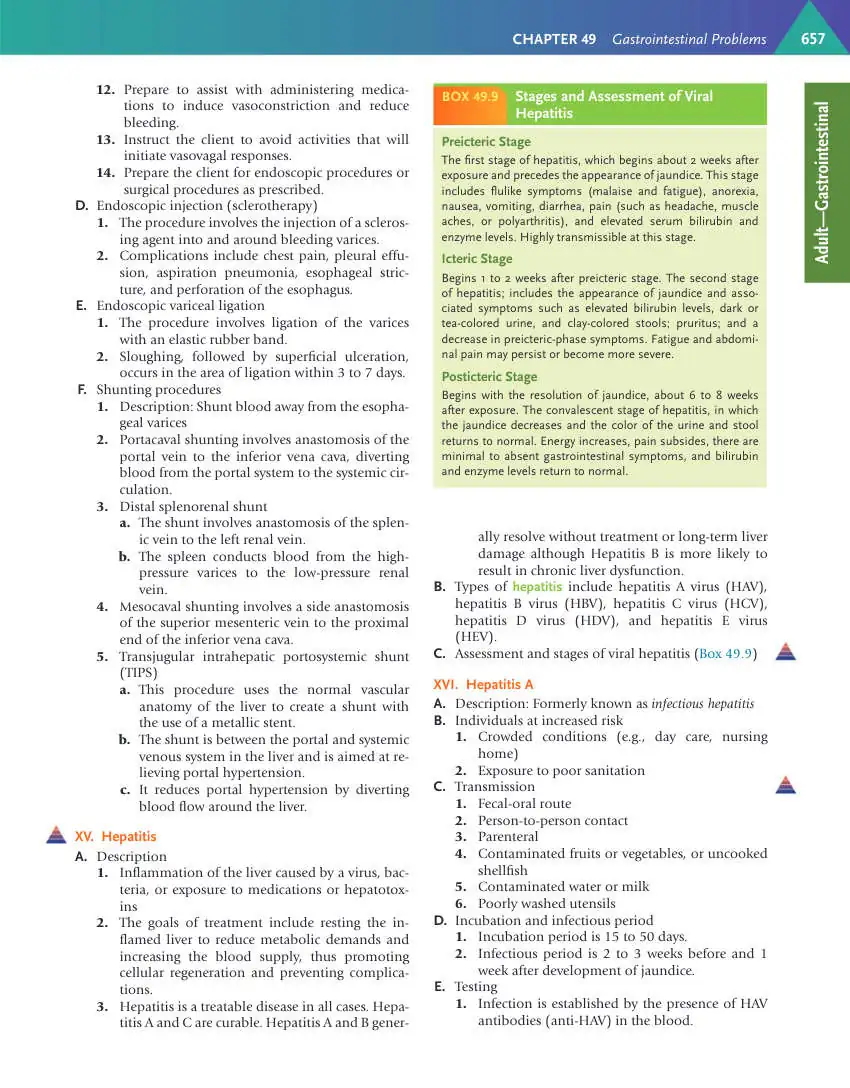 CHAPTER 49 Gastrointestinal Problems 657
12. Prepare to assist with administering medica-
tions to induce vasoconstriction and reduce
bleeding.
13. Instruct the client to avoid activities that will
initiate vasovagal responses.
14. Prepare the client for endoscopic procedures or
surgical procedures as prescribed.
D. Endoscopic injection (sclerotherapy)
1. The procedure involves the injection of a scleros-
ing agent into and around bleeding varices.
2. Complications include chest pain, pleural effu-
sion, aspiration pneumonia, esophageal stric-
ture, and perforation of the esophagus.
E. Endoscopic variceal ligation
1. The procedure involves ligation of the varices
with an elastic rubber band.
2. Sloughing, followed by superficial ulceration,
occurs in the area of ligation within 3 to 7 days.
F. Shunting procedures
1. Description: Shunt blood away from the esopha-
geal varices
2. Portacaval shunting involves anastomosis of the
portal vein to the inferior vena cava, diverting
blood from the portal system to the systemic cir-
culation.
3. Distal splenorenal shunt
a. The shunt involves anastomosis of the splen-
ic vein to the left renal vein.
b. The spleen conducts blood from the high-
pressure varices to the low-pressure renal
vein.
4. Mesocaval shunting involves a side anastomosis
of the superior mesenteric vein to the proximal
end of the inferior vena cava.
5. Transjugular intrahepatic portosystemic shunt
(TIPS)
a. This procedure uses the normal vascular
anatomy of the liver to create a shunt with
the use of a metallic stent.
b. The shunt is between the portal and systemic
venous system in the liver and is aimed at re-
lieving portal hypertension.
c. It reduces portal hypertension by diverting
blood flow around the liver.
XV. Hepatitis
A. Description
1. Inflammation of the liver caused by a virus, bac-
teria, or exposure to medications or hepatotox-
ins
2. The goals of treatment include resting the in-
flamed liver to reduce metabolic demands and
increasing the blood supply, thus promoting
cellular regeneration and preventing complica-
tions.
3. Hepatitis is a treatable disease in all cases. Hepa-
titis A and C are curable. Hepatitis A and B gener-
BOX 49.9 Stages and Assessment of Viral
Hepatitis
Preicteric Stage
The first stage of hepatitis, which begins about 2 weeks after
exposure and precedes the appearance of jaundice. This stage
includes flulike symptoms (malaise and fatigue), anorexia,
nausea, vomiting, diarrhea, pain (such as headache, muscle
aches, or polyarthritis), and elevated serum bilirubin and
enzyme levels. Highly transmissible at this stage.
Icteric Stage
Begins 1 to 2 weeks after preicteric stage. The second stage
of hepatitis; includes the appearance of jaundice and asso-
ciated symptoms such as elevated bilirubin levels, dark or
tea-colored urine, and clay-colored stools; pruritus; and a
decrease in preicteric-phase symptoms. Fatigue and abdomi-
nal pain may persist or become more severe.
Posticteric Stage
Begins with the resolution of jaundice, about 6 to 8 weeks
after exposure. The convalescent stage of hepatitis, in which
the jaundice decreases and the color of the urine and stool
returns to normal. Energy increases, pain subsides, there are
minimal to absent gastrointestinal symptoms, and bilirubin
and enzyme levels return to normal.
ally resolve without treatment or long-term liver
damage although Hepatitis B is more likely to
result in chronic liver dysfunction.
B. Types of hepatitis include hepatitis A virus (HAV),
hepatitis B virus (HBV), hepatitis C virus (HCV),
hepatitis D virus (HDV), and hepatitis E virus
(HEV).
C. Assessment and stages of viral hepatitis (Box 49.9)
XVI. Hepatitis A
A. Description: Formerly known as infectious hepatitis
B. Individuals at increased risk
1. Crowded conditions (e.g., day care, nursing
home)
2. Exposure to poor sanitation
C. Transmission
1. Fecal-oral route
2. Person-to-person contact
3. Parenteral
4. Contaminated fruits or vegetables, or uncooked
shellfish
5. Contaminated water or milk
6. Poorly washed utensils
D. Incubation and infectious period
1. Incubation period is 15 to 50 days.
2. Infectious period is 2 to 3 weeks before and 1
week after development of jaundice.
E. Testing
1. Infection is established by the presence of HAV
antibodies (anti-HAV) in the blood.
Adult—Gastrointestinal